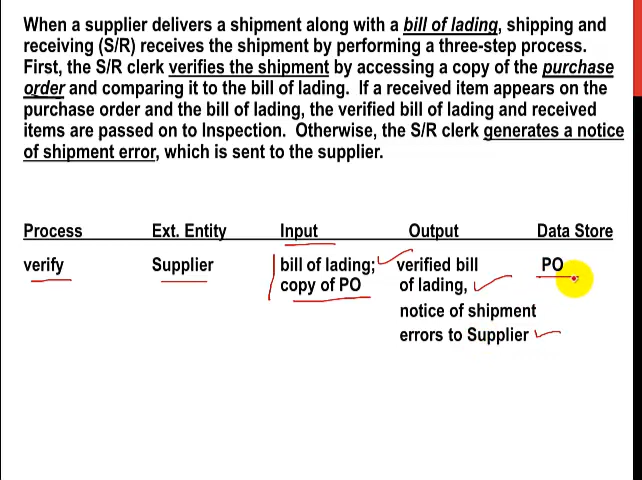 When a supplier delivers a shipment along with a bill of lading, shipping and
receiving (S/R) receives the shipment by performing a three-step process.
First, the S/R clerk verifies the shipment by accessing a copy of the purchase
order and comparing it to the bill of lading.  If a received item appears on the
purchase order and the bill of lading, the verified bill of lading and received
items are passed on to Inspection.  Otherwise, the S/R clerk generates a notice
of shipment error, which is sent to the supplier.
Process Ext. Entity Input Output Data Store
verify Supplier bill of lading; verified bill PO
copy of PO of lading,
notice of shipment
errors to Supplier